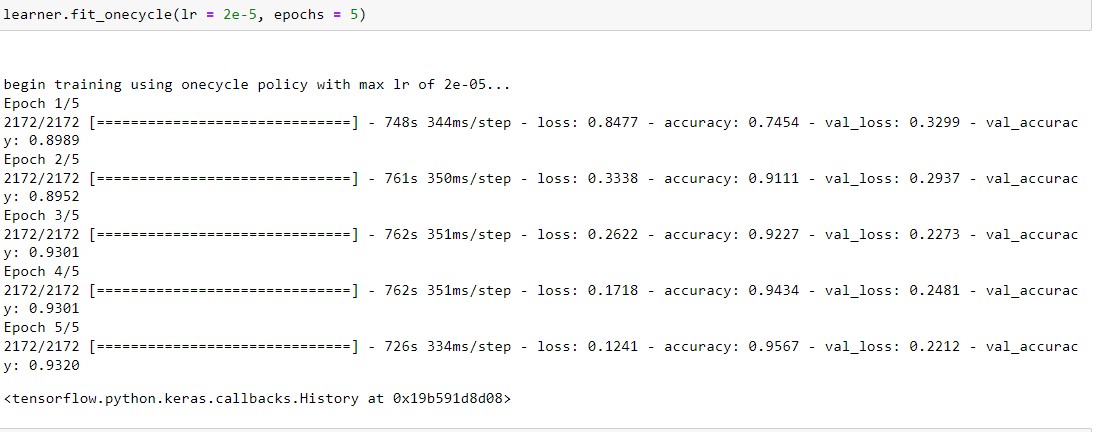 learner.fit_onecycle(lr = 2e-5, epochs = 5)
begin training using onecycle policy with max lr of 2e-05...
Epoch 1/5
2172/2172 [==============================] - 748s 344ms/step - loss: 0.8477 - accuracy: 0.7454 - val_loss: 0.3299 - val_accurac
y: 0.8989
Epoch 2/5
2172/2172 [==============================] - 761s 350ms/step - loss: 0.3338 - accuracy: 0.9111 - val_loss: 0.2937 - val_accurac
y: 0.8952
Epoch 3/5
2172/2172 [==============================] - 762s 351ms/step - loss: 0.2622 - accuracy: 0.9227 - val_loss: 0.2273 - val_accurac
y: 0.9301
Epoch 4/5
2172/2172 [==============================] - 762s 351ms/step - loss: 0.1718 - accuracy: 0.9434 - val_loss: 0.2481 - val_accurac
y: 0.9301
Epoch 5/5
2172/2172 [==============================] - 726s 334ms/step - loss: 0.1241 - accuracy: 0.9567 - val_loss: 0.2212 - val_accurac
y: 0.9320
<tensorflow.python.keras.callbacks.History at 0x19b591d8d08>